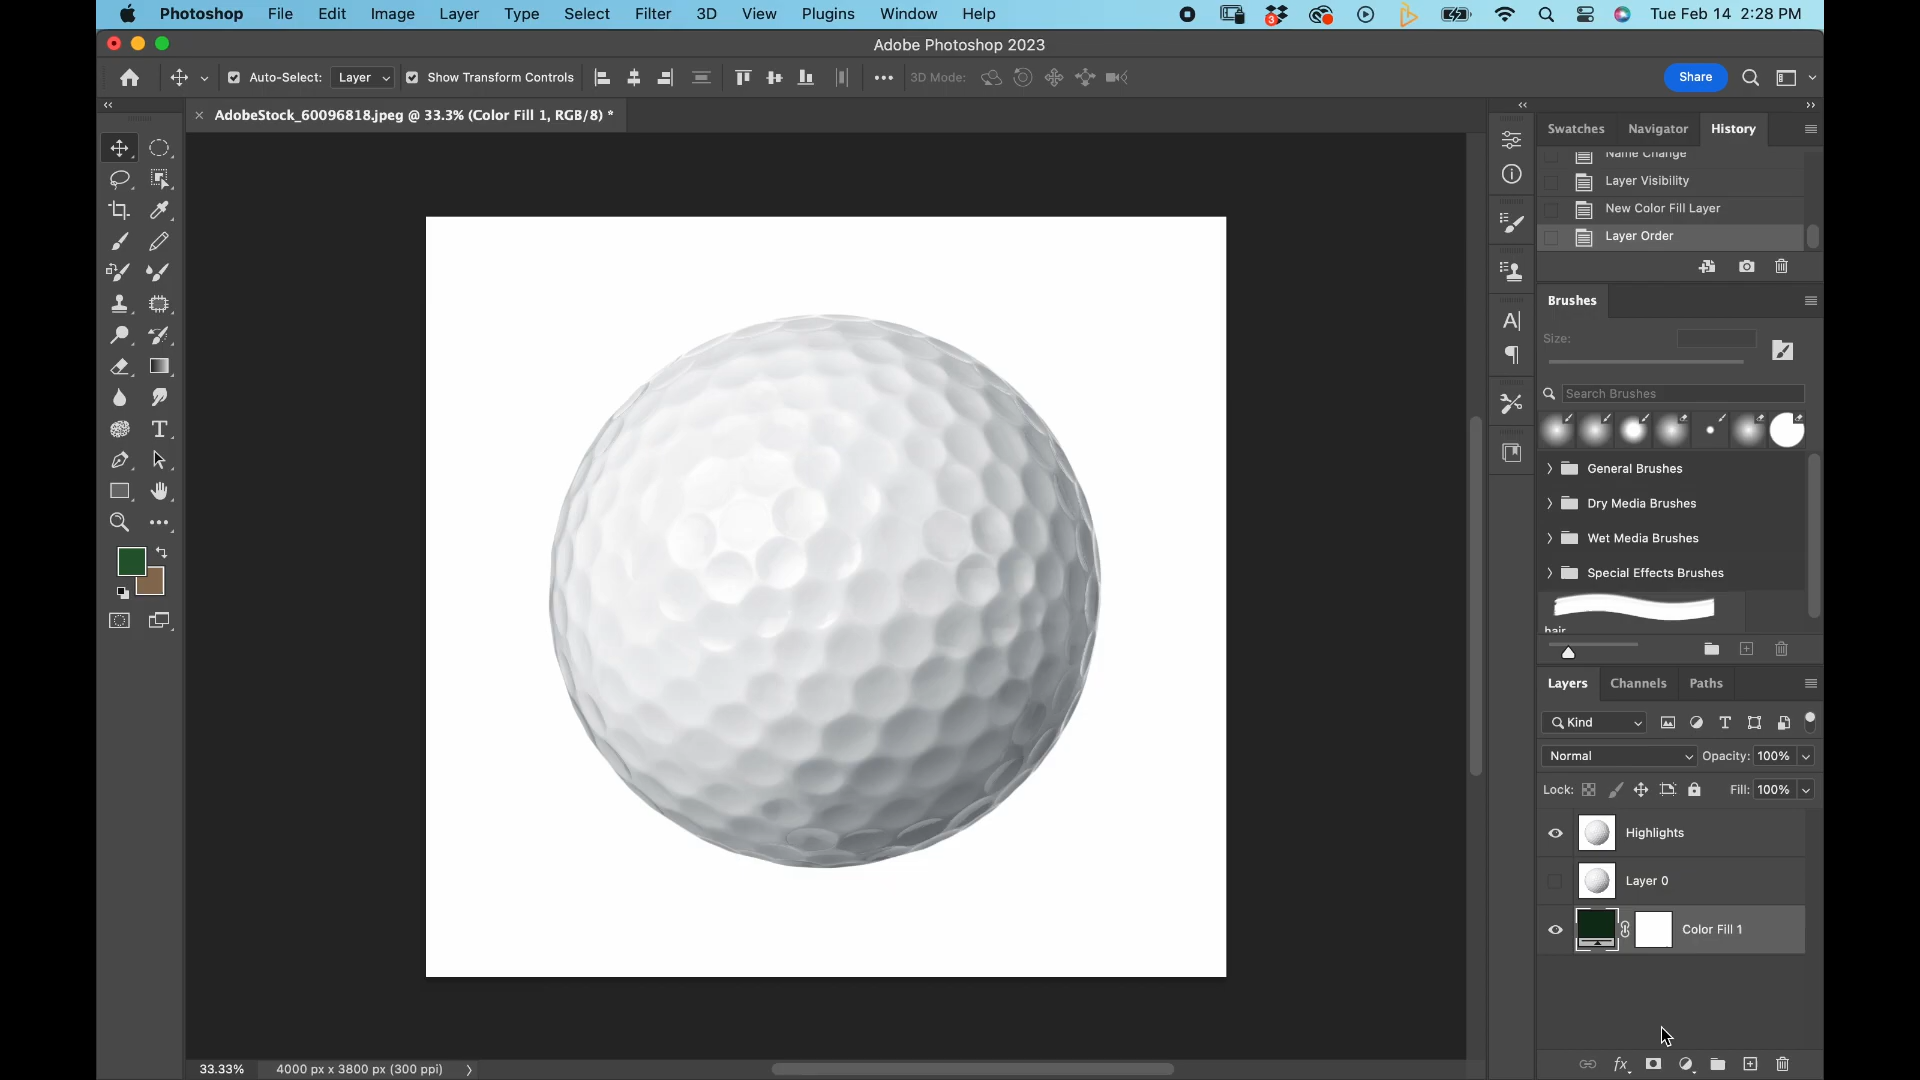 Photoshop File Edit Image Layer Type Select Filter 3D View Plugins Window Help 3 Tue Feb 14 2:28 PM
Adobe Photoshop 2023
Auto-Select: Layer Show Transform Controls 3D Mode: Share
AdobeStock_60096818.jpeg @ 33.3% (Color Fill 1, RGB/8) *
Swatches Navigator History
Name Change
Layer Visibility
New Color Fill Layer
Layer Order
Brushes
Size:
Search Brushes
General Brushes
Dry Media Brushes
Wet Media Brushes
Special Effects Brushes
hair
Layers Channels Paths
Kind
Normal Opacity: 100%
Lock: Fill: 100%
Highlights
Layer 0
Color Fill 1
33.33% 4000 px x 3800 px (300 ppi)